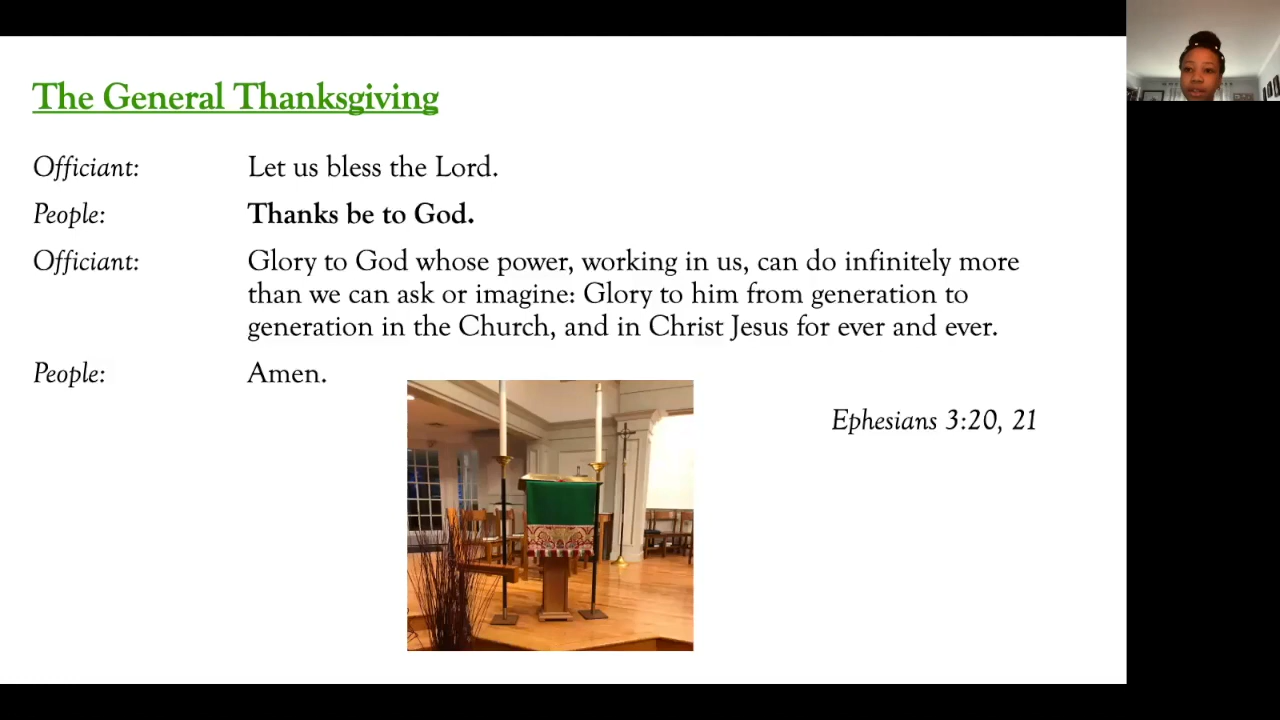 The General Thanksgiving
Officiant: Let us bless the Lord.
People: Thanks be to God.
Officiant: Glory to God whose power, working in us, can do infinitely more
than we can ask or imagine: Glory to him from generation to
generation in the Church, and in Christ Jesus for ever and ever.
People: Amen.
Ephesians 3:20, 21